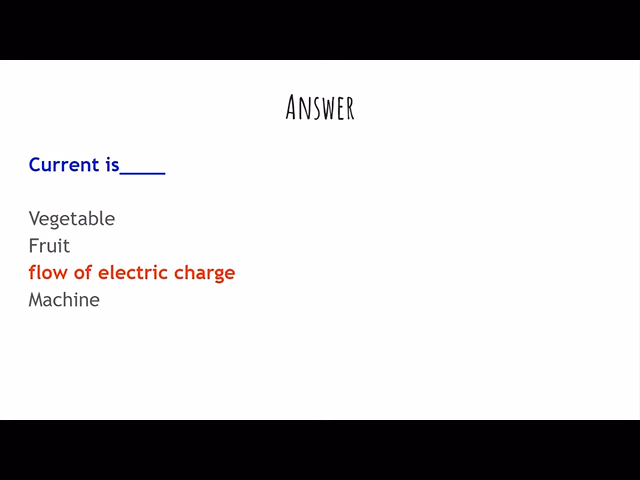 ANSWER
Current is____
Vegetable
Fruit
flow of electric charge
Machine